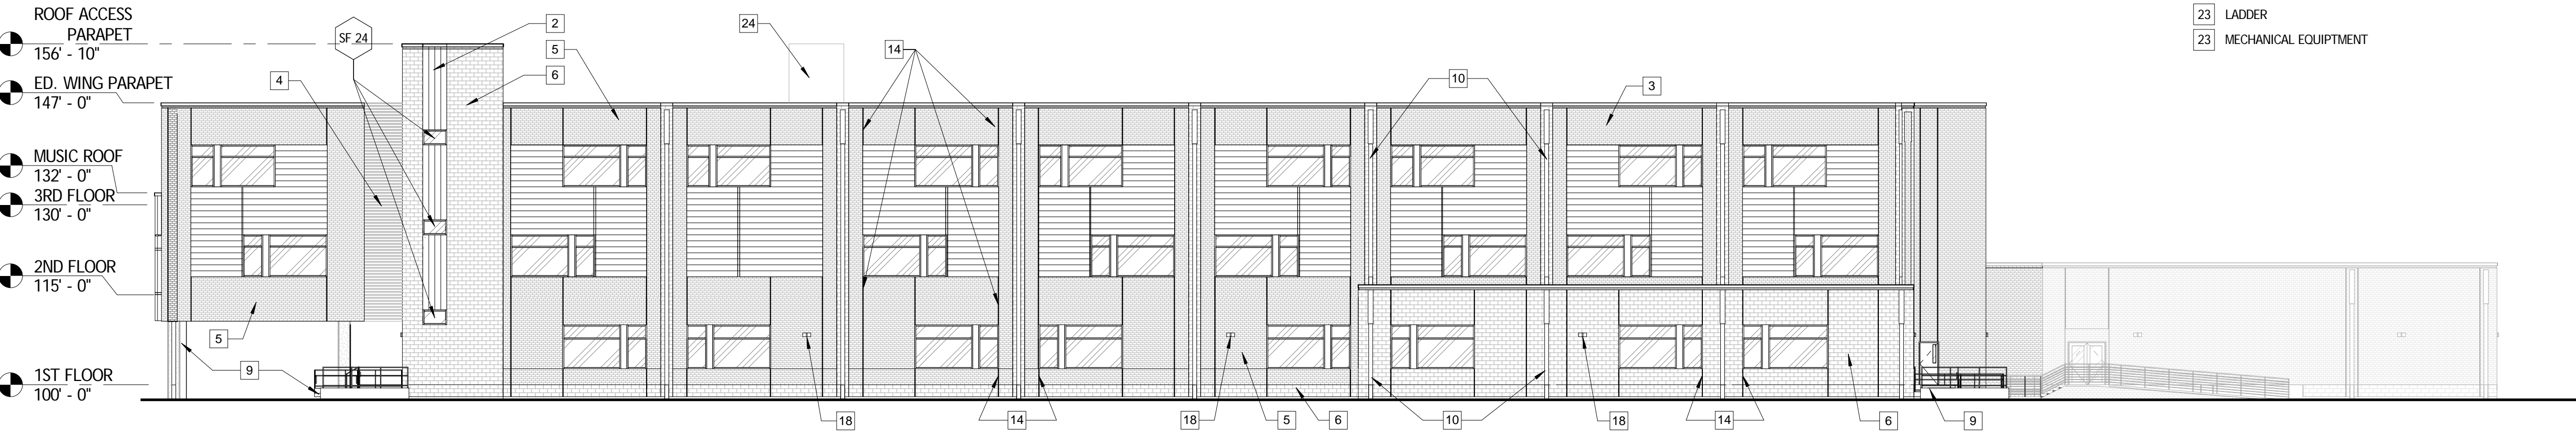 ROOF ACCESS
PARAPET
156' - 10"
ED. WING PARAPET
147' - 0"
MUSIC ROOF
132' - 0"
3RD FLOOR
130' - 0"
2ND FLOOR
115' - 0"
1ST FLOOR
100' - 0"
SF 24
4
2
5
6
24
14
10
3
23 LADDER
23 MECHANICAL EQUIPTMENT
5
9
18
14
18
5
6
10
18
14
6
9